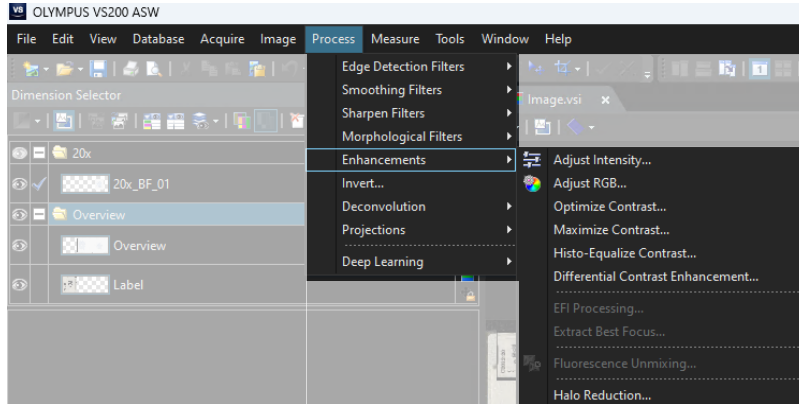 OLYMPUS VS200 ASW
File Edit View Database Acquire Image Process Measure Tools Window Help
Dimension Selector
20x
20x_BF_01
Overview
Overview
Label
Edge Detection Filters
Smoothing Filters
Sharpen Filters
Morphological Filters
Enhancements
Invert...
Deconvolution
Projections
Deep Learning
Image.vsi
Adjust Intensity...
Adjust RGB...
Optimize Contrast...
Maximize Contrast...
Histo-Equalize Contrast...
Differential Contrast Enhancement...
EFI Processing...
Extract Best Focus...
Fluorescence Unmixing...
Halo Reduction...